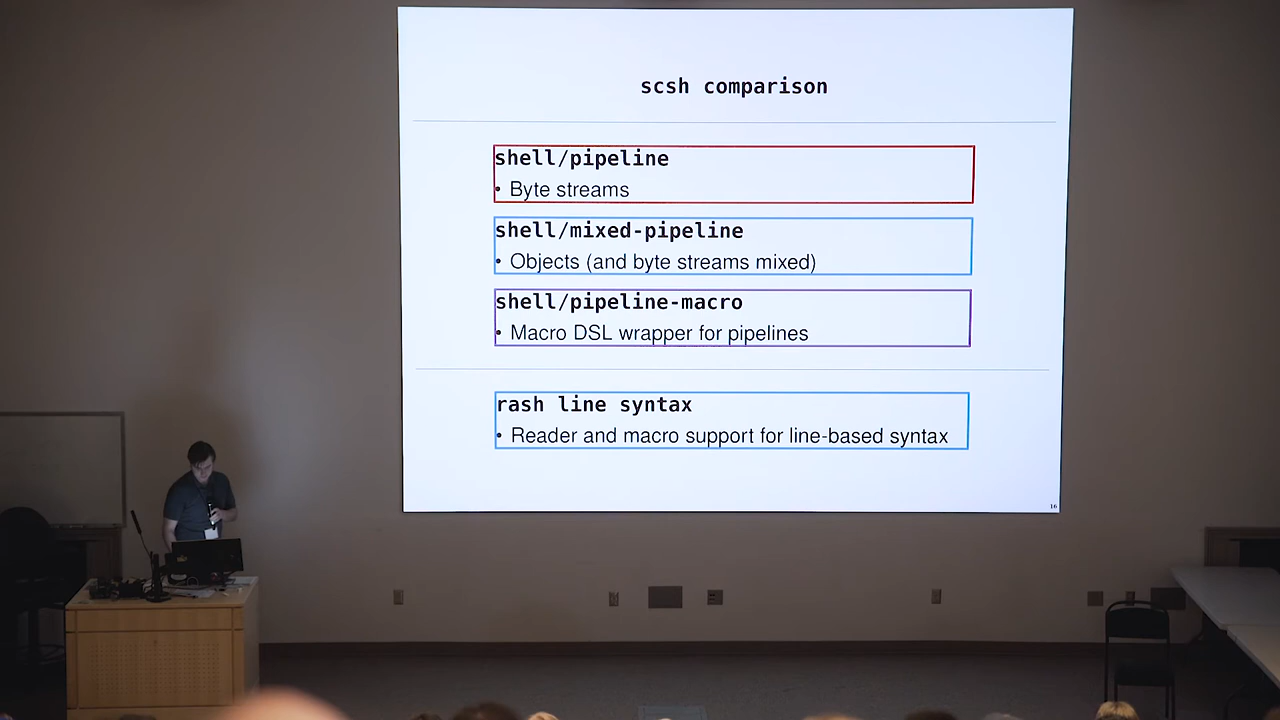 scsh comparison
shell/pipeline
• Byte streams
shell/mixed-pipeline
• Objects (and byte streams mixed)
shell/pipeline-macro
• Macro DSL wrapper for pipelines
rash line syntax
• Reader and macro support for line-based syntax
16